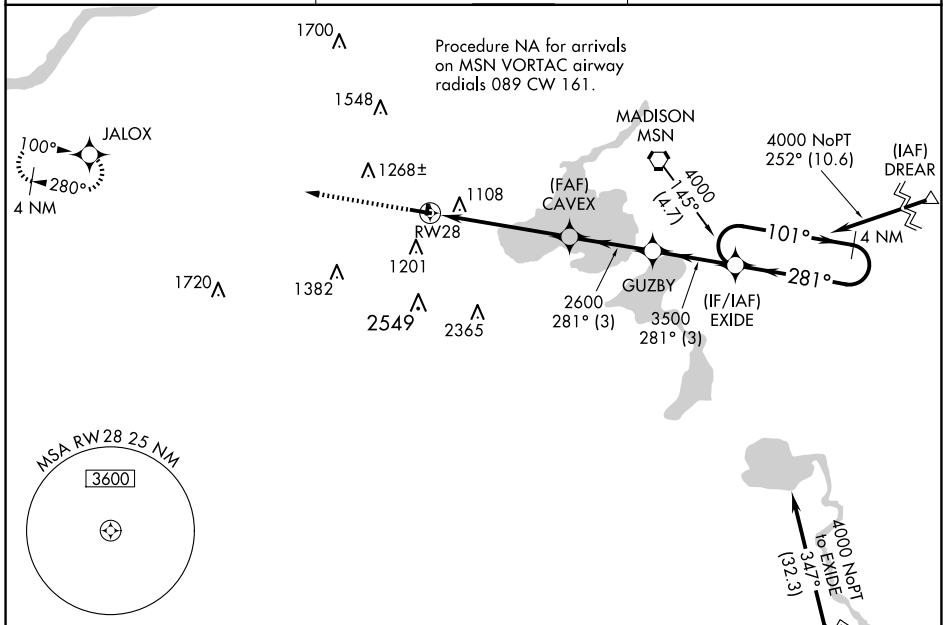 1700
Procedure NA for arrivals
on MSN VORTAC airway
radials 089 CW 161.
1548
MADISON
MSN
JALOX
100°
280°
4 NM
4000 NoPT
252° (10.6)
(IAF)
DREAR
1268±
4000
145°
(4.7)
(FAF)
CAVEX
1108
RW28
101°
4 NM
281°
1201
GUZBY
(IF/IAF)
EXIDE
1720
1382
2600
281° (3)
3500
281° (3)
2549
2365
MSA RW 28 25 NM
3600
4000 NoPT
to EXIDE
347°
(32.3)